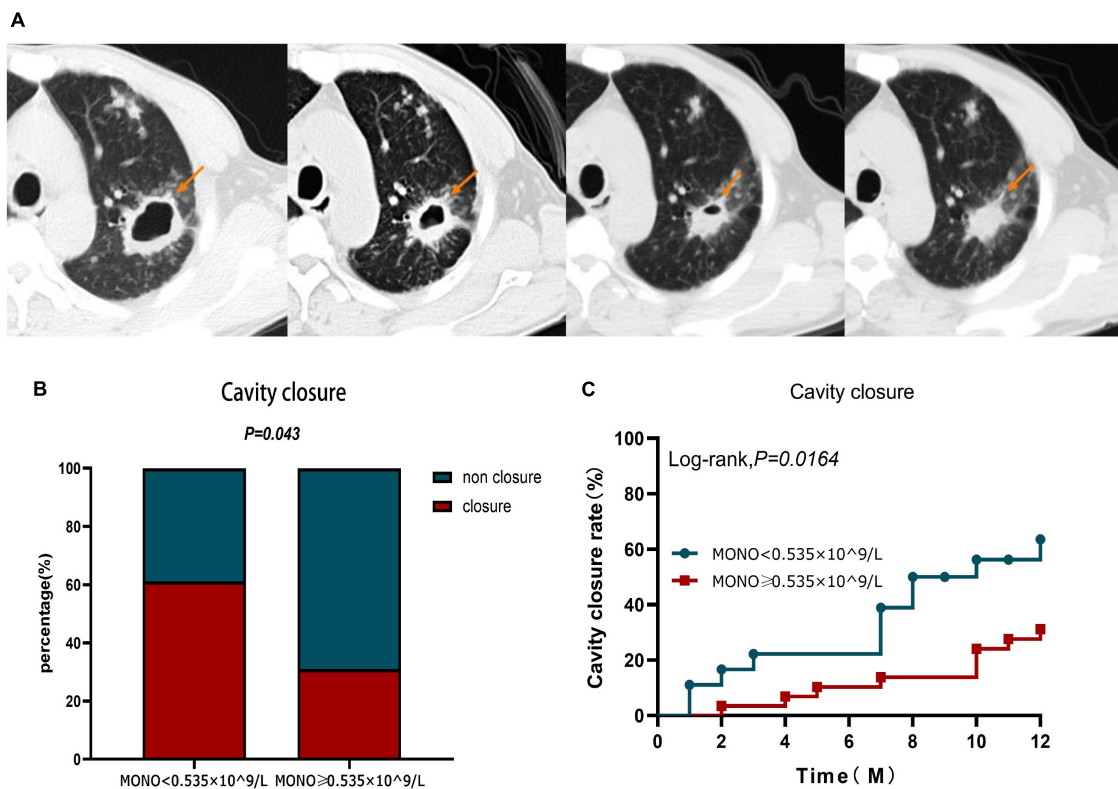 A
B
Cavity closure
P=0.043
non closure
closure
percentage(%)
100
80
60
40
20
0
MONO<0.535×10^9/L
MONO⩾0.535×10^9/L
C
Cavity closure
Log-rank,P=0.0164
MONO<0.535×10^9/L
MONO⩾0.535×10^9/L
Cavity closure rate(%)
100
80
60
40
20
0
0 2 4 6 8 10 12
Time( M)